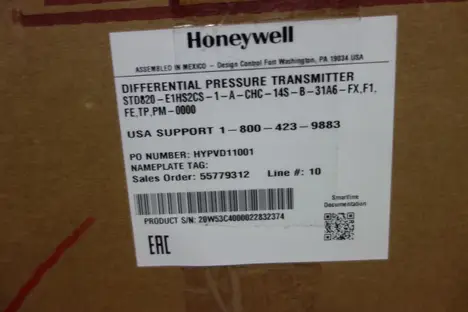 Honeywell
ASSEMBLED IN MEXICO - Design Control Fort Washington, PA 19034 USA
DIFFERENTIAL PRESSURE TRANSMITTER
STD820-E1HS2CS-1-A-CHC-14S-B-31A6-FX,F1,
FE,TP,PM-0000
USA SUPPORT 1-800-423-9883
PO NUMBER: HYPVD11001
NAMEPLATE TAG:
Sales Order: 55779312 Line #: 10
Smartline
Documentation
PRODUCT S/N: 20W53C4000022832374
EAC